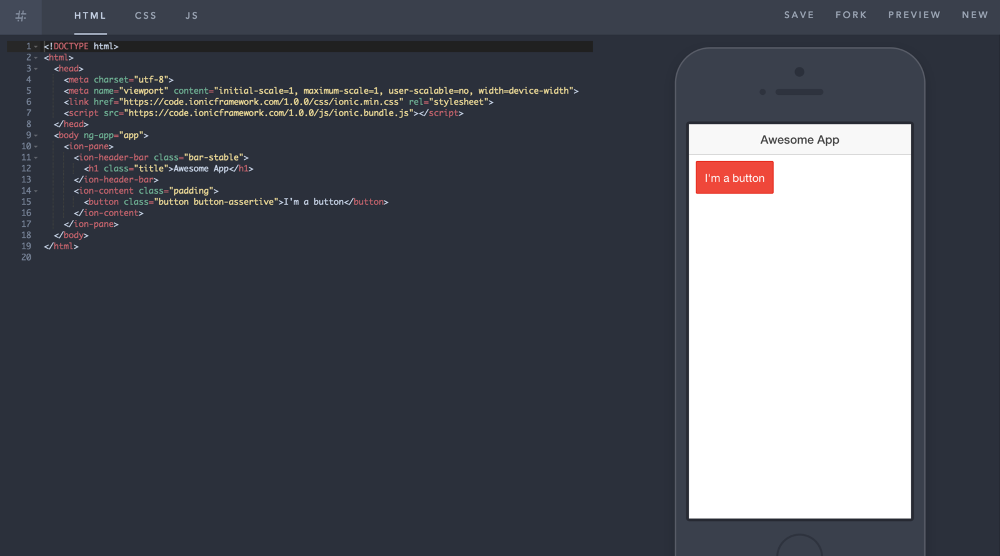 # HTML CSS JS SAVE FORK PREVIEW NEW
1 <!DOCTYPE html>
2 <html>
3 <head>
4 <meta charset="utf-8">
5 <meta name="viewport" content="initial-scale=1, maximum-scale=1, user-scalable=no, width=device-width">
6 <link href="https://code.ionicframework.com/1.0.0/css/ionic.min.css" rel="stylesheet">
7 <script src="https://code.ionicframework.com/1.0.0/js/ionic.bundle.js"></script>
8 </head>
9 <body ng-app="app">
10 <ion-pane>
11 <ion-header-bar class="bar-stable">
12 <h1 class="title">Awesome App</h1>
13 </ion-header-bar>
14 <ion-content class="padding">
15 <button class="button button-assertive">I'm a button</button>
16 </ion-content>
17 </ion-pane>
18 </body>
19 </html>
20
Awesome App
I'm a button